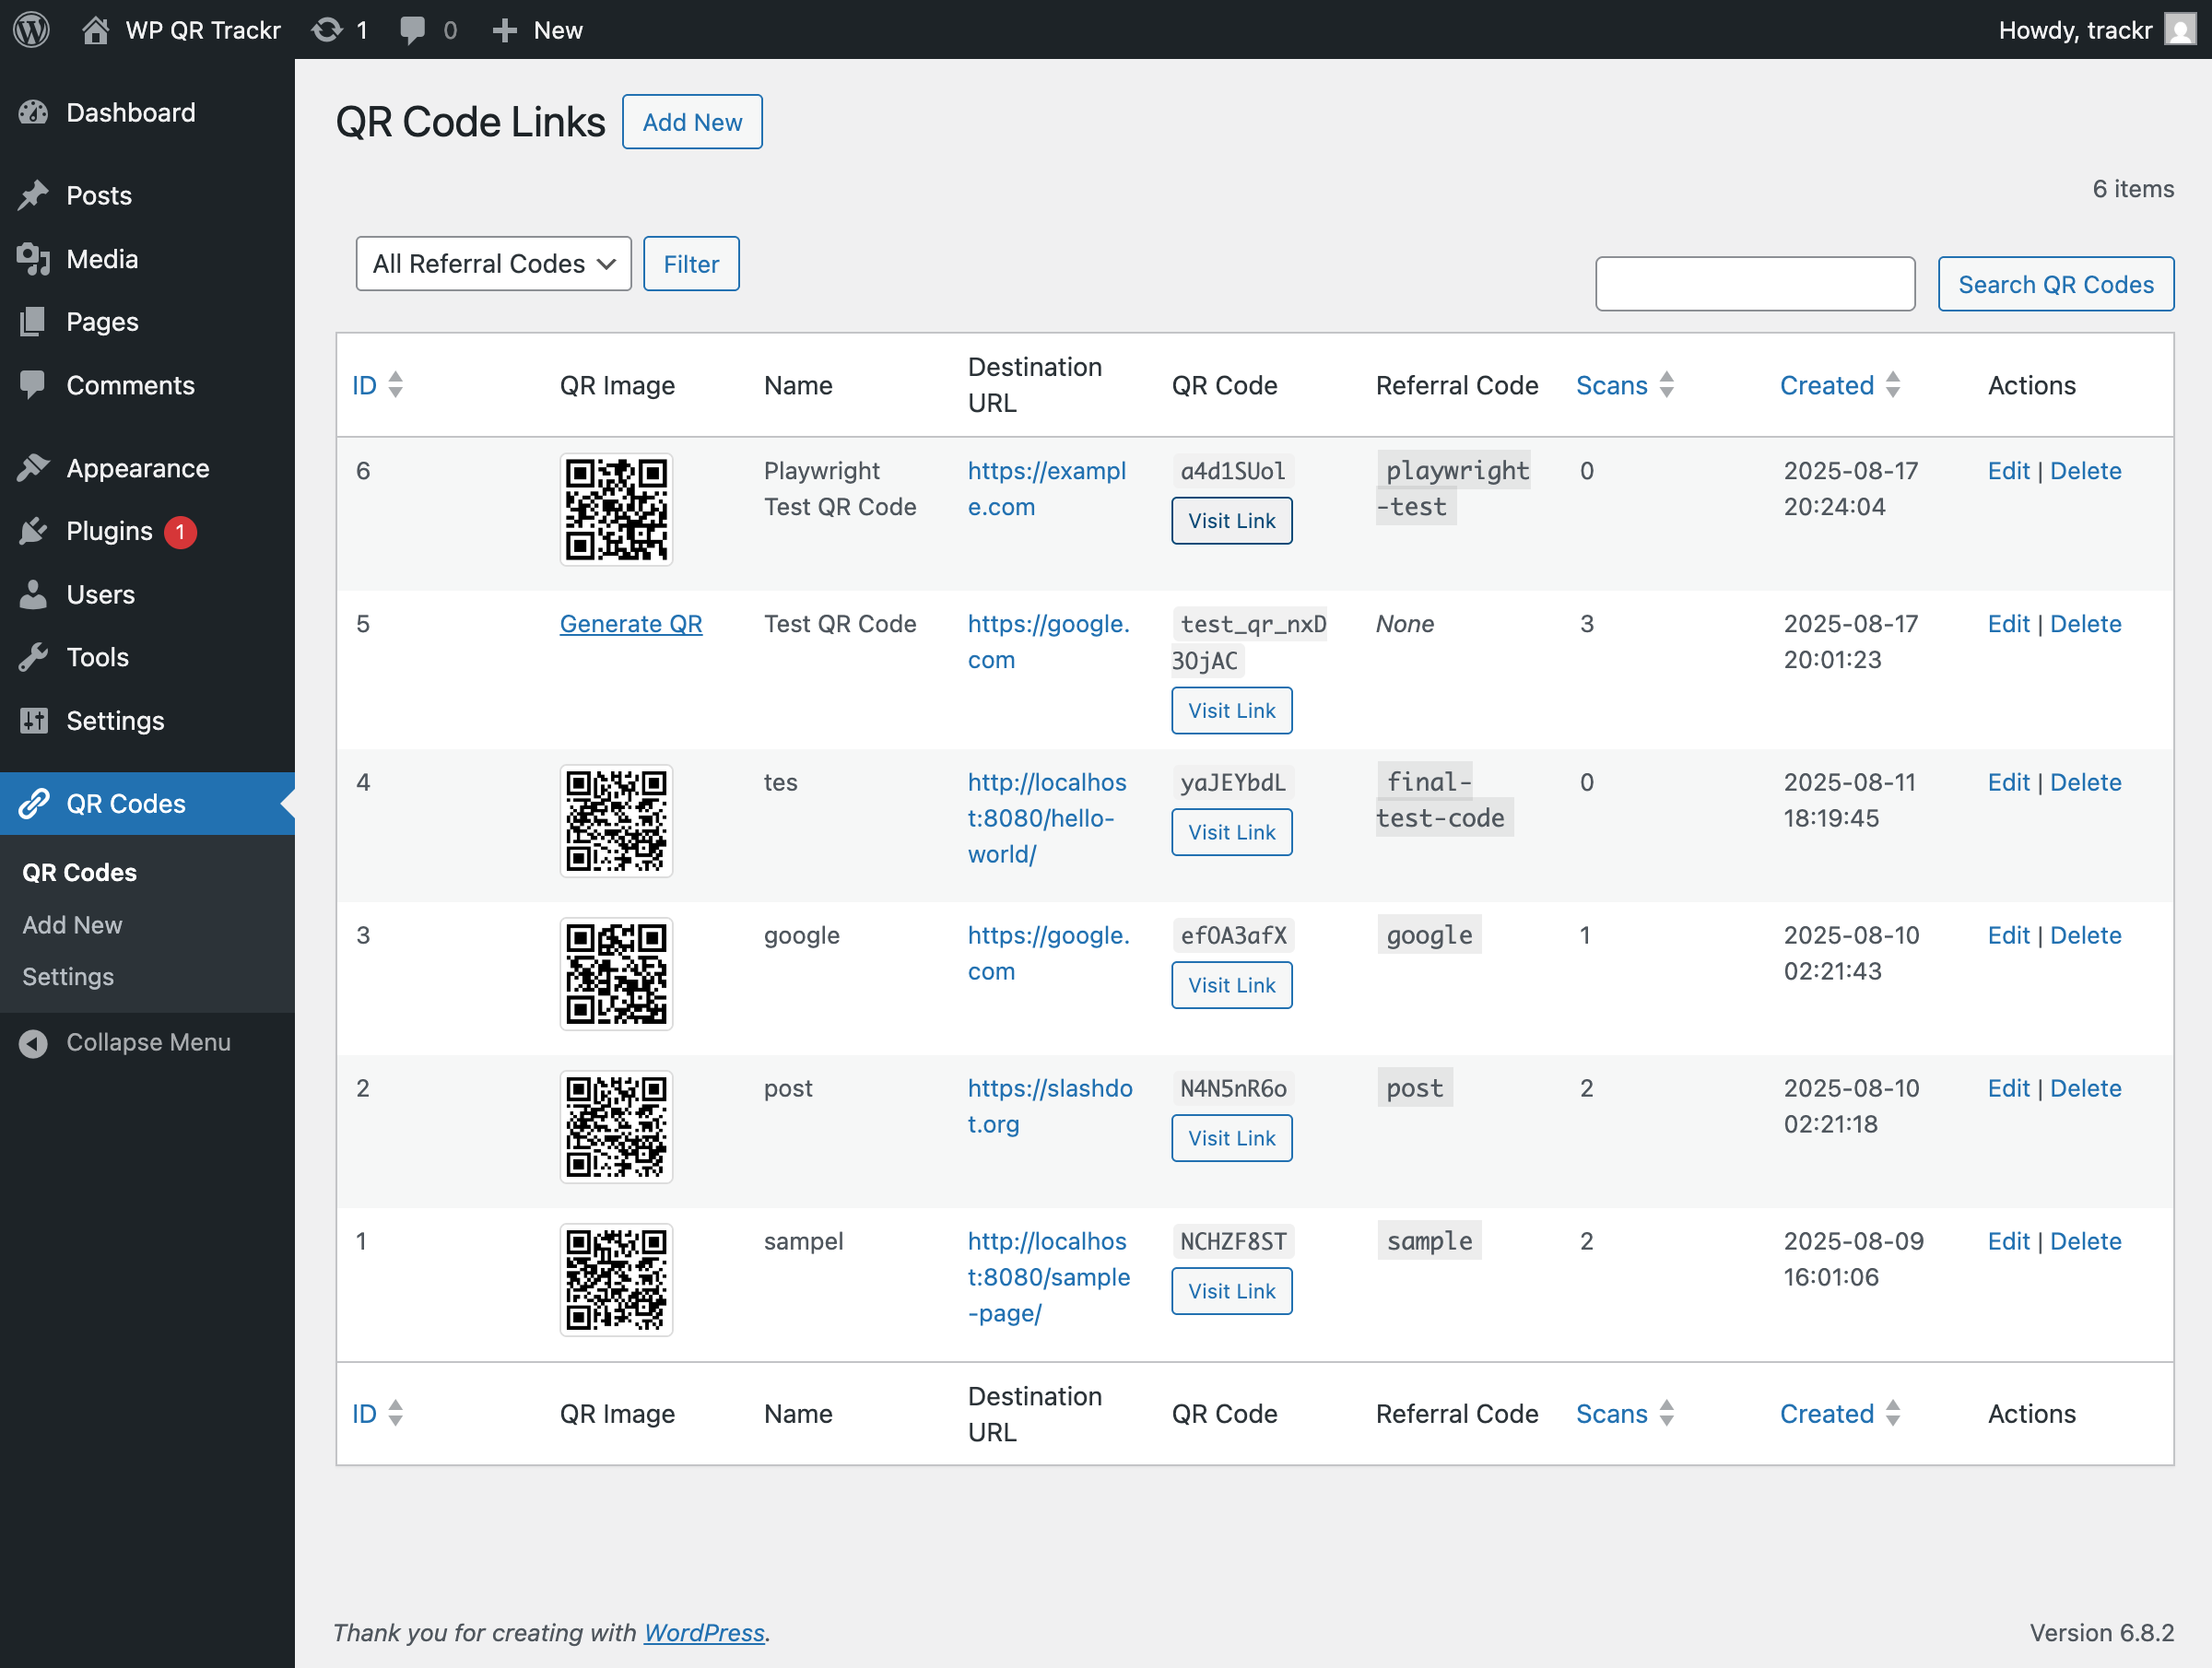 WP QR Trackr 1 0 New Howdy, trackr
Dashboard
Posts
Media
Pages
Comments
Appearance
Plugins 1
Users
Tools
Settings
QR Codes
QR Codes
Add New
Settings
Collapse Menu
QR Code Links Add New
6 items
All Referral Codes Filter
Search QR Codes
ID QR Image Name Destination URL QR Code Referral Code Scans Created Actions
6 Playwright https://exampl a4d1SUol playwright 0 2025-08-17 Edit | Delete
Test QR Code e.com Visit Link -test 20:24:04
5 Generate QR Test QR Code https://google. test_qr_nxD None 3 2025-08-17 Edit | Delete
com 3OjAC 20:01:23
Visit Link
4 tes http://localhos yaJEYbdL final- 0 2025-08-11 Edit | Delete
t:8080/hello- Visit Link test-code 18:19:45
world/
3 google https://google. efOA3afX google 1 2025-08-10 Edit | Delete
com Visit Link 02:21:43
2 post https://slashdo N4N5nR6o post 2 2025-08-10 Edit | Delete
t.org Visit Link 02:21:18
1 sampel http://localhos NCHZF8ST sample 2 2025-08-09 Edit | Delete
t:8080/sample Visit Link 16:01:06
-page/
ID QR Image Name Destination URL QR Code Referral Code Scans Created Actions
Thank you for creating with WordPress. Version 6.8.2